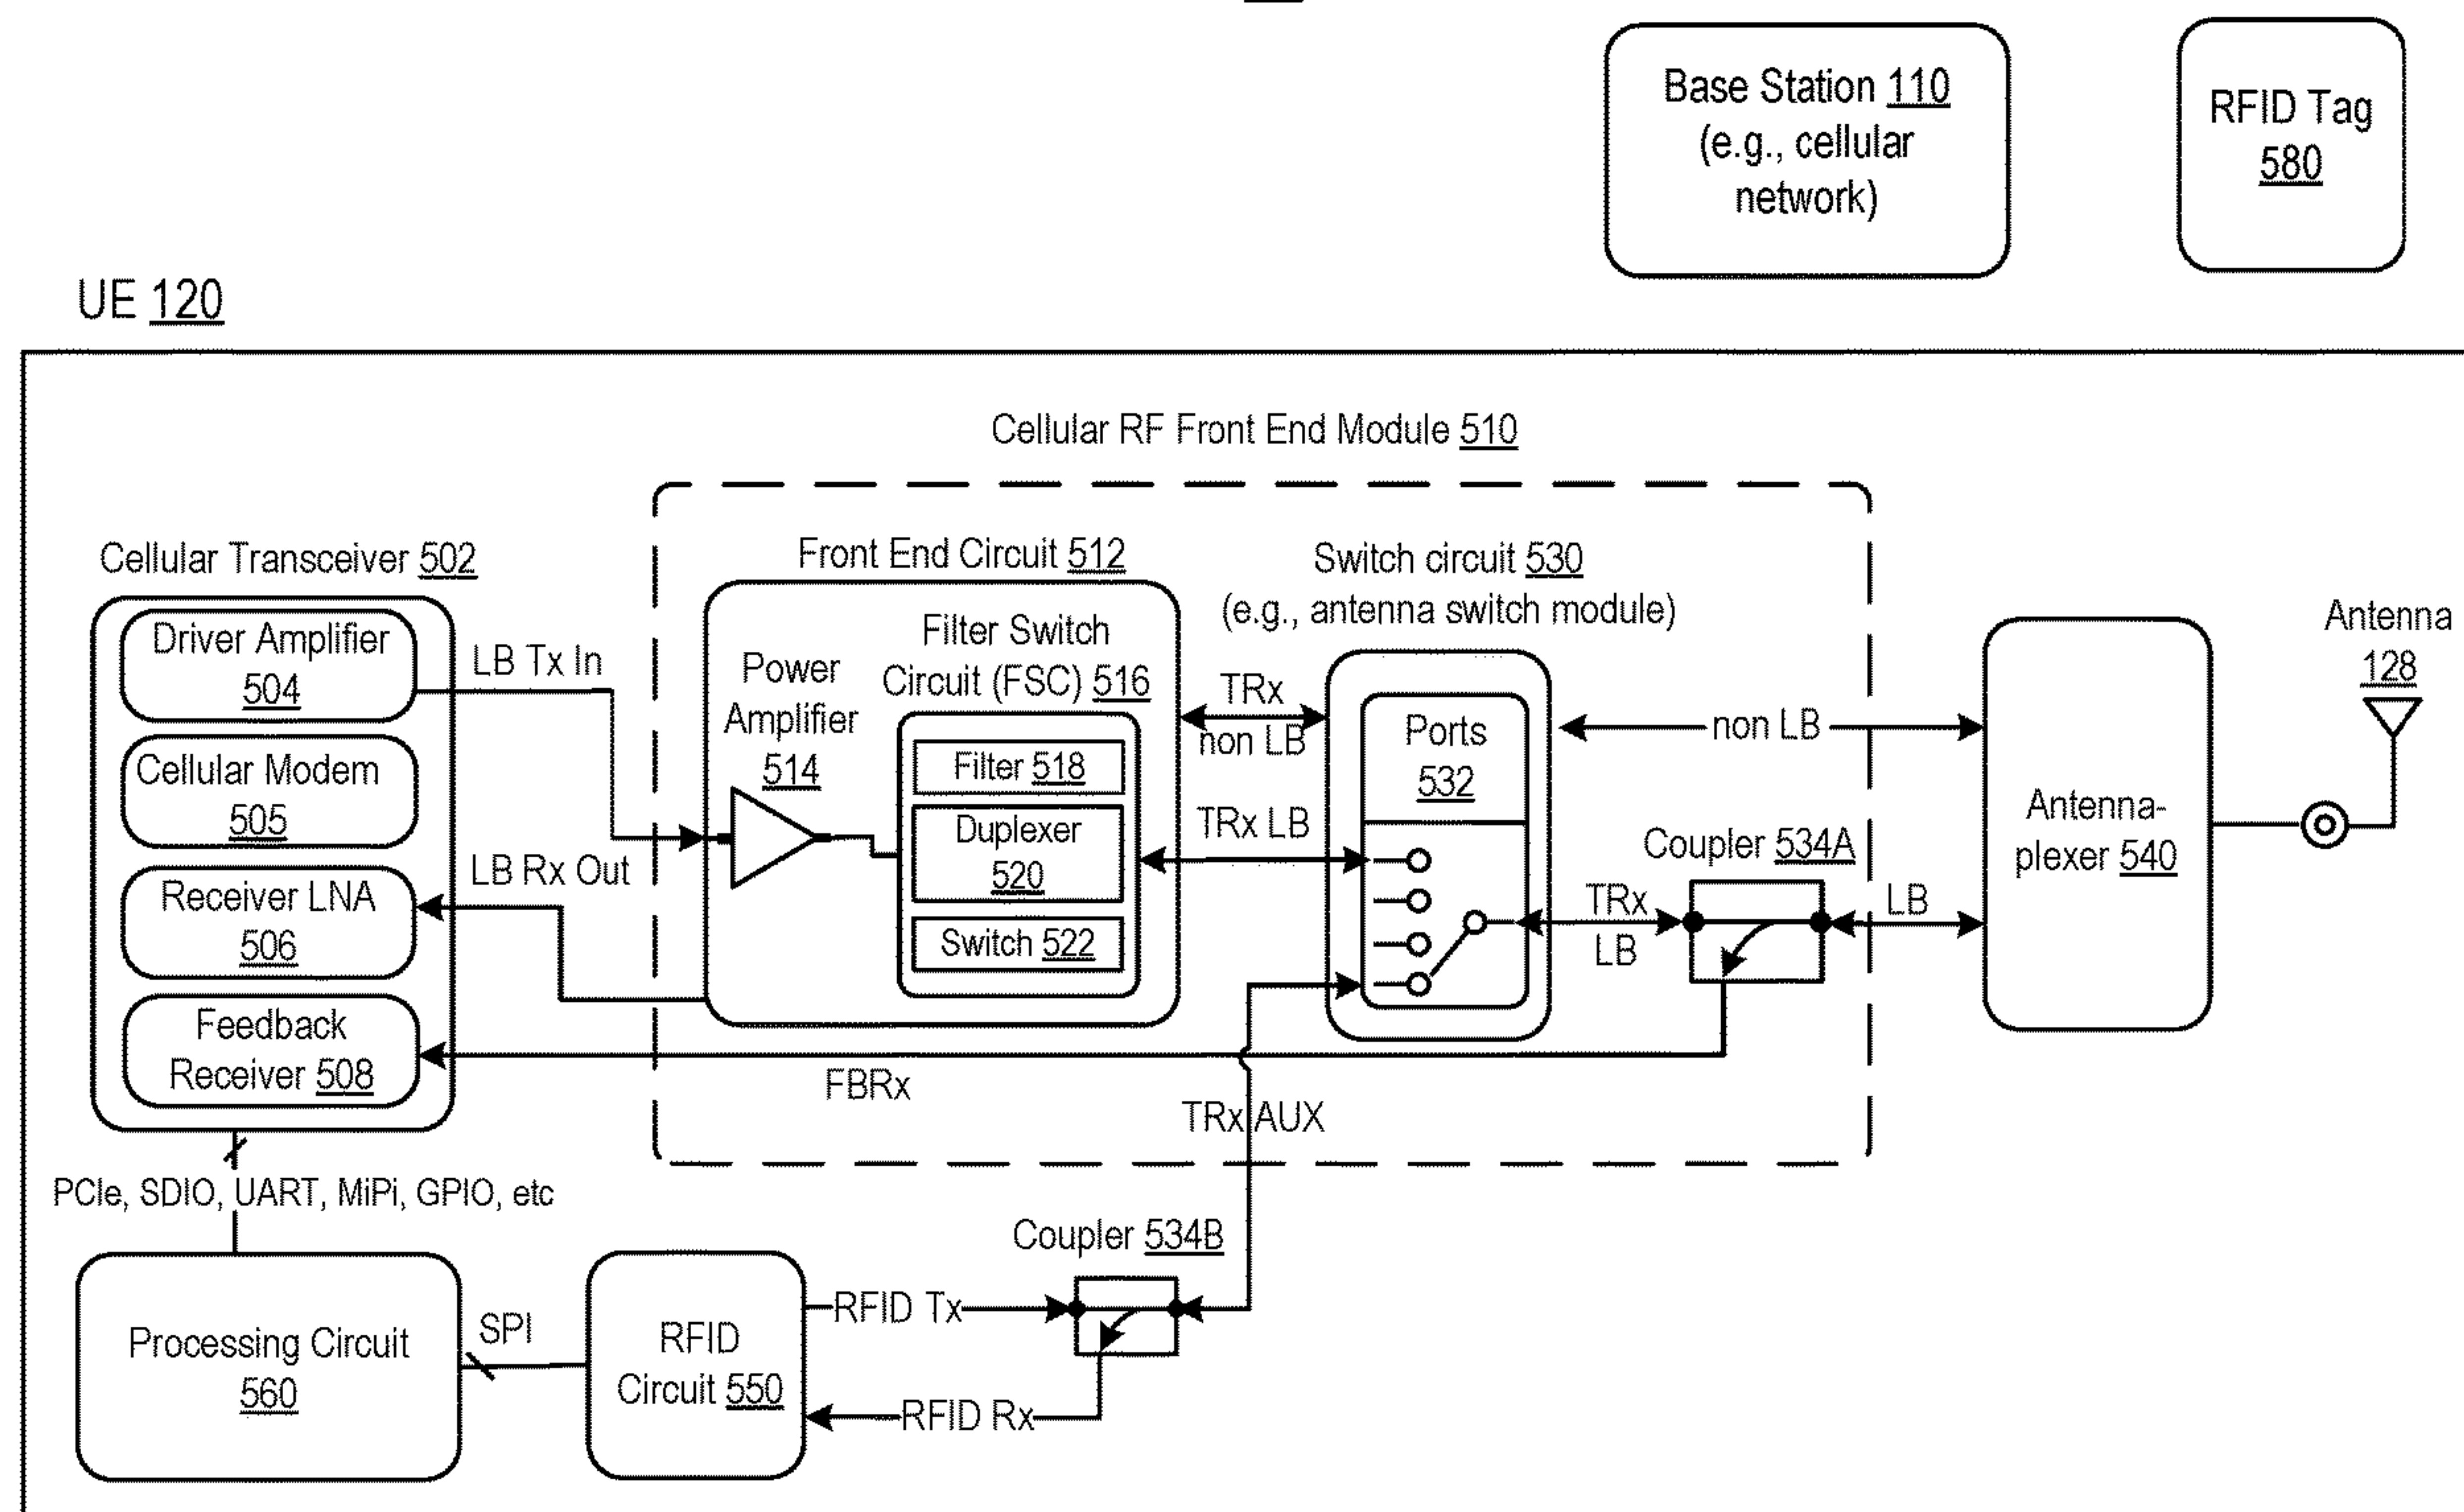 Base Station 110
(e.g., cellular
network)
RFID Tag
580
UE 120
Cellular RF Front End Module 510
Cellular Transceiver 502
Driver Amplifier
504
Cellular Modem
505
Receiver LNA
506
Feedback
Receiver 508
LB Tx In
LB Rx Out
FBRx
Front End Circuit 512
Power
Amplifier
514
Filter Switch
Circuit (FSC) 516
Filter 518
Duplexer
520
Switch 522
TRx
non LB
TRx LB
TRx AUX
Switch circuit 530
(e.g., antenna switch module)
Ports
532
non LB
Coupler 534A
TRx
LB
LB
Antenna-
plexer 540
Antenna
128
PCIe, SDIO, UART, MiPi, GPIO, etc
Processing Circuit
560
SPI
RFID
Circuit 550
RFID Tx
RFID Rx
Coupler 534B